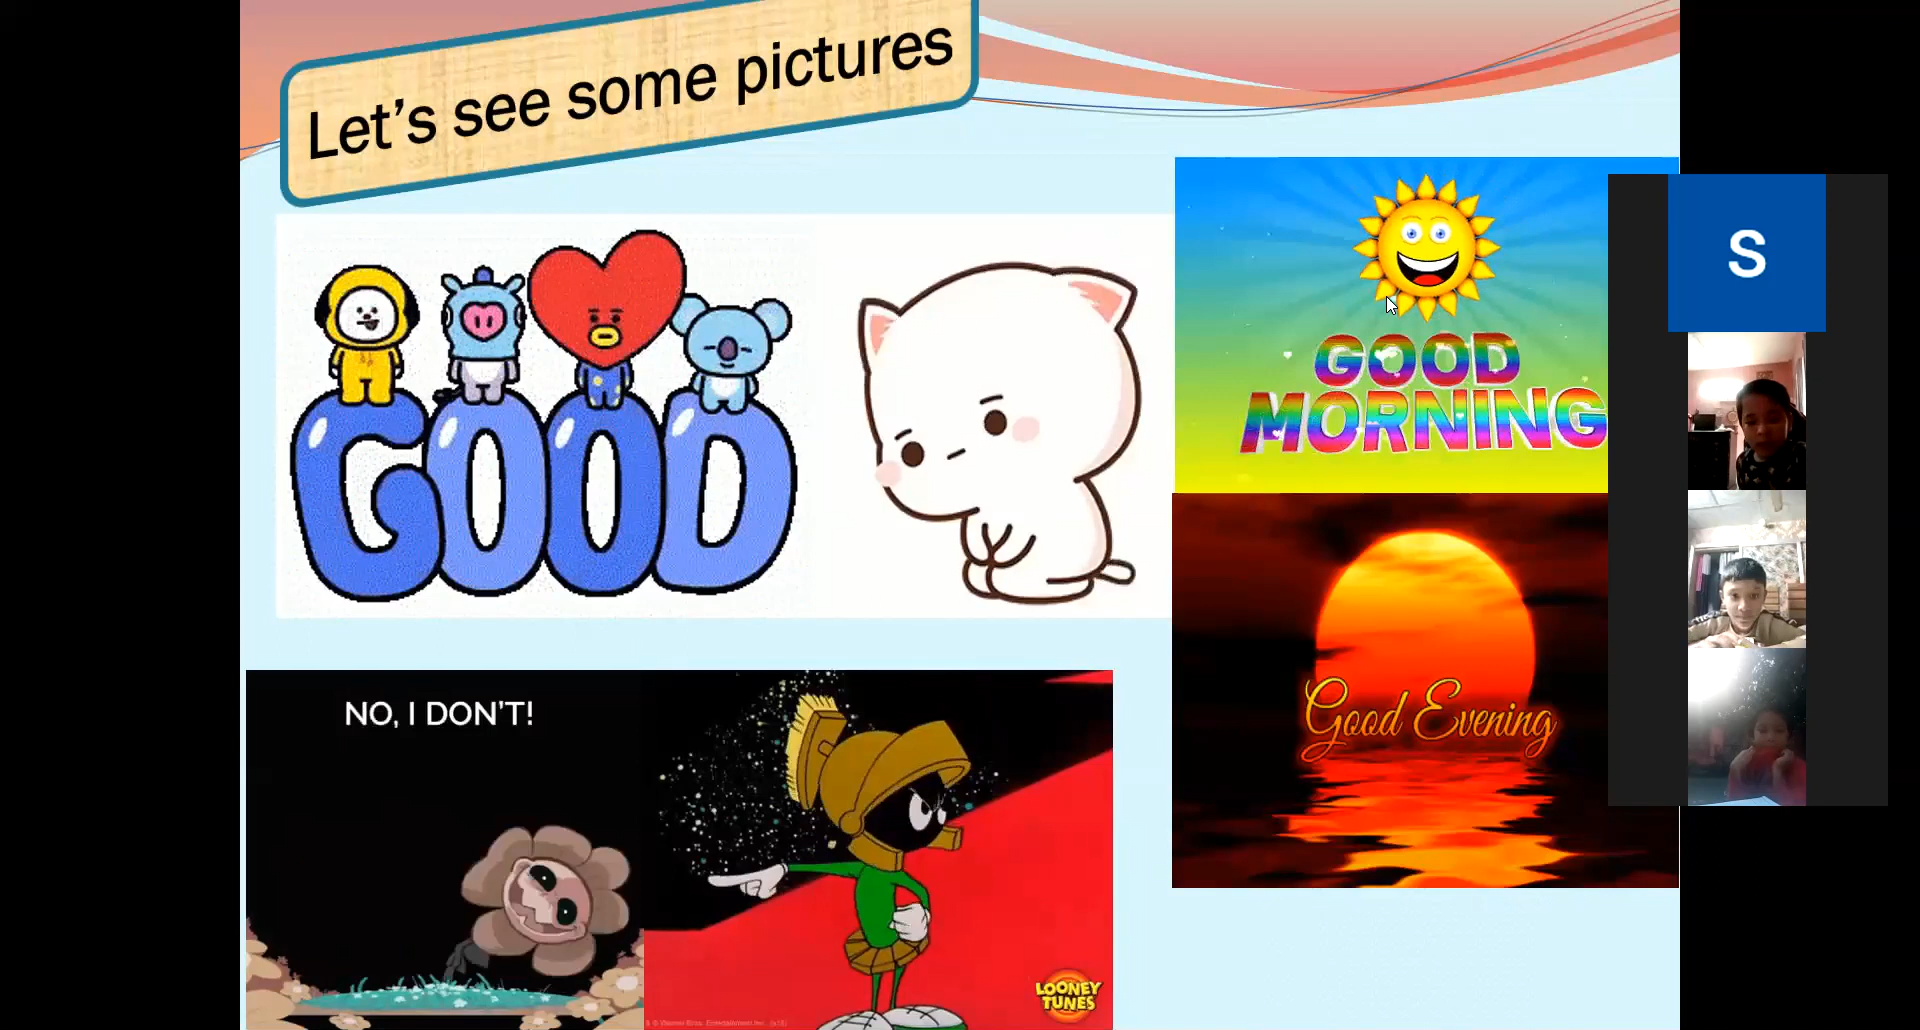 Let's see some pictures
GOOD
GOOD
MORNING
S
Good Evening
NO, I DON'T!
LOONEY
TUNES